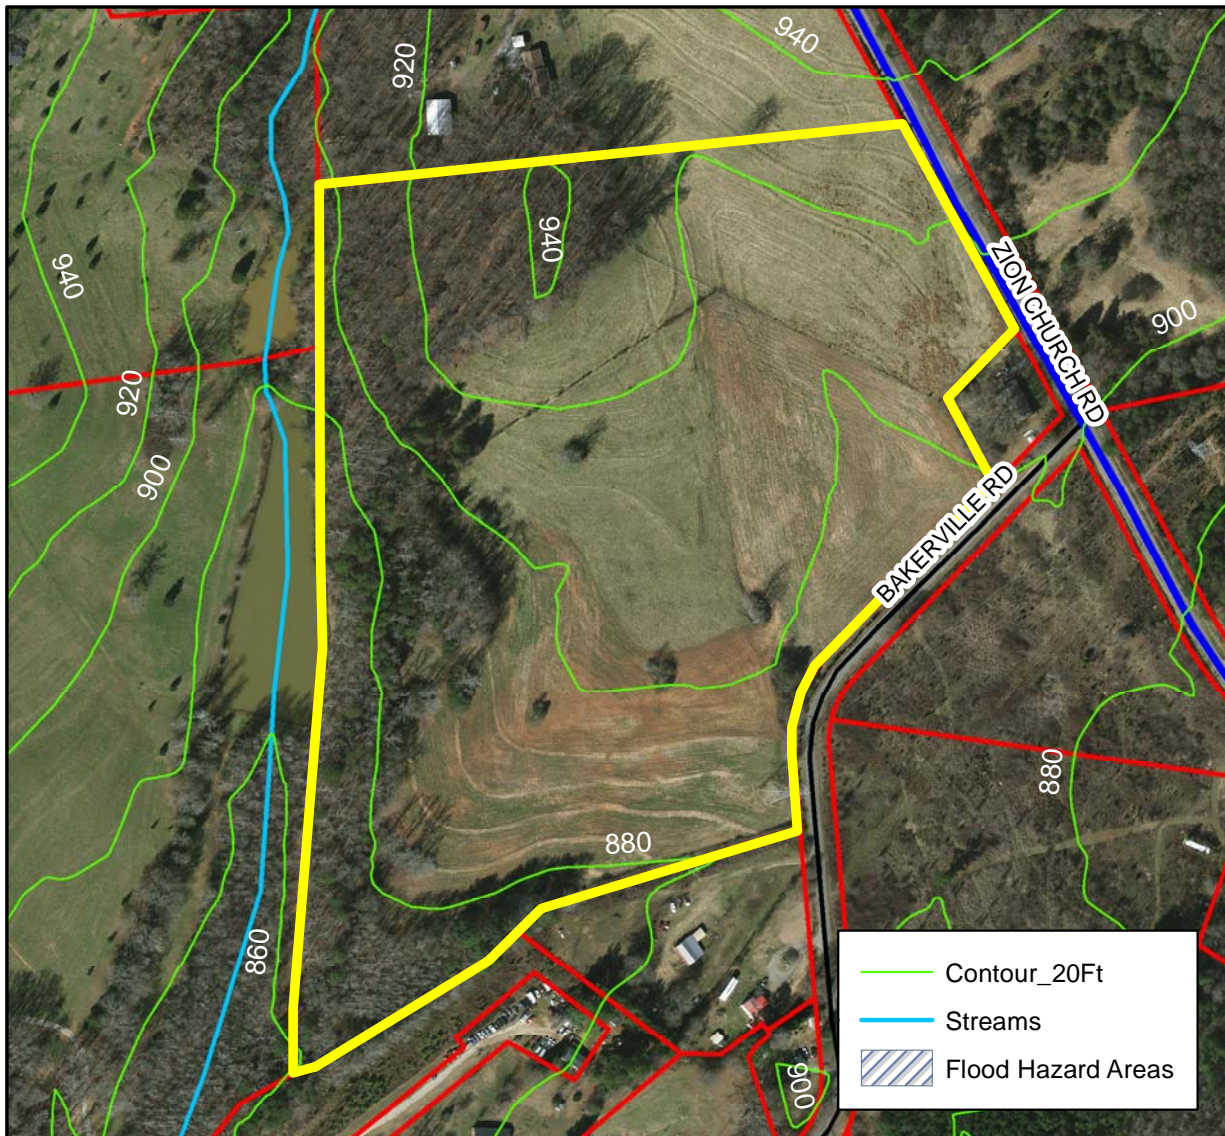 940
920
940
940
ZION CHURCH RD
900
920
900
BAKERVILLE RD
880
880
860
900
Contour_20Ft
Streams
Flood Hazard Areas